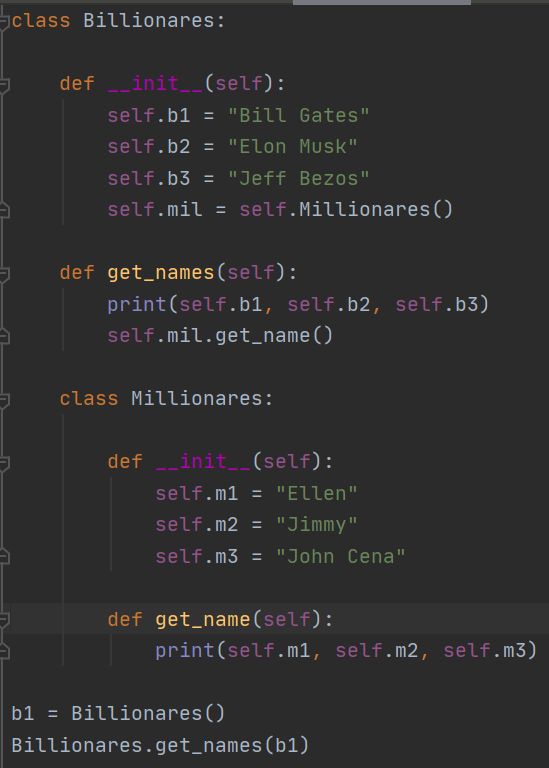 class Billionares:
def __init__(self):
self.b1 = "Bill Gates"
self.b2 = "Elon Musk"
self.b3 = "Jeff Bezos"
self.mil = self.Millionares()
def get_names(self):
print(self.b1, self.b2, self.b3)
self.mil.get_name()
class Millionares:
def __init__(self):
self.m1 = "Ellen"
self.m2 = "Jimmy"
self.m3 = "John Cena"
def get_name(self):
print(self.m1, self.m2, self.m3)
b1 = Billionares()
Billionares.get_names(b1)